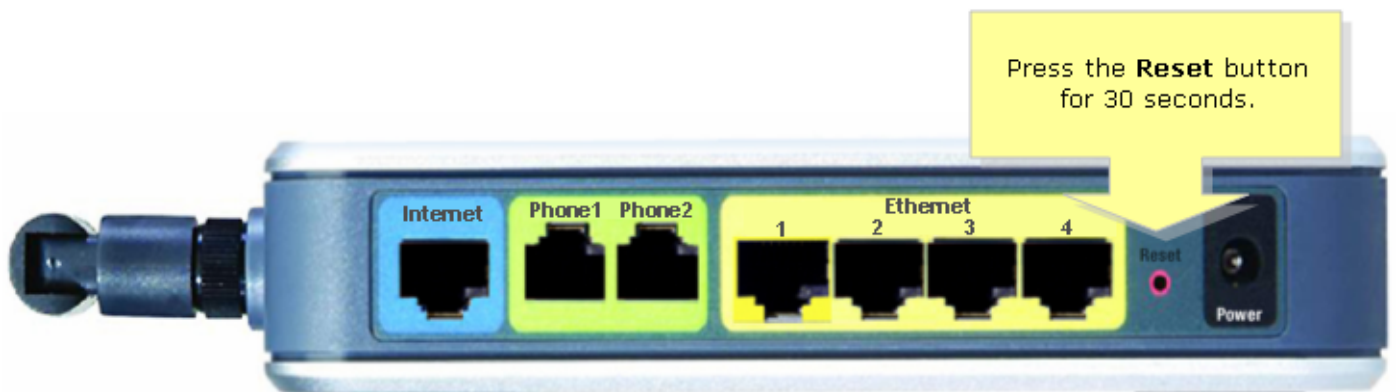 Press the Reset button
for 30 seconds.
Internet
Phone1 Phone2
Ethernet
1 2 3 4
Reset
Power